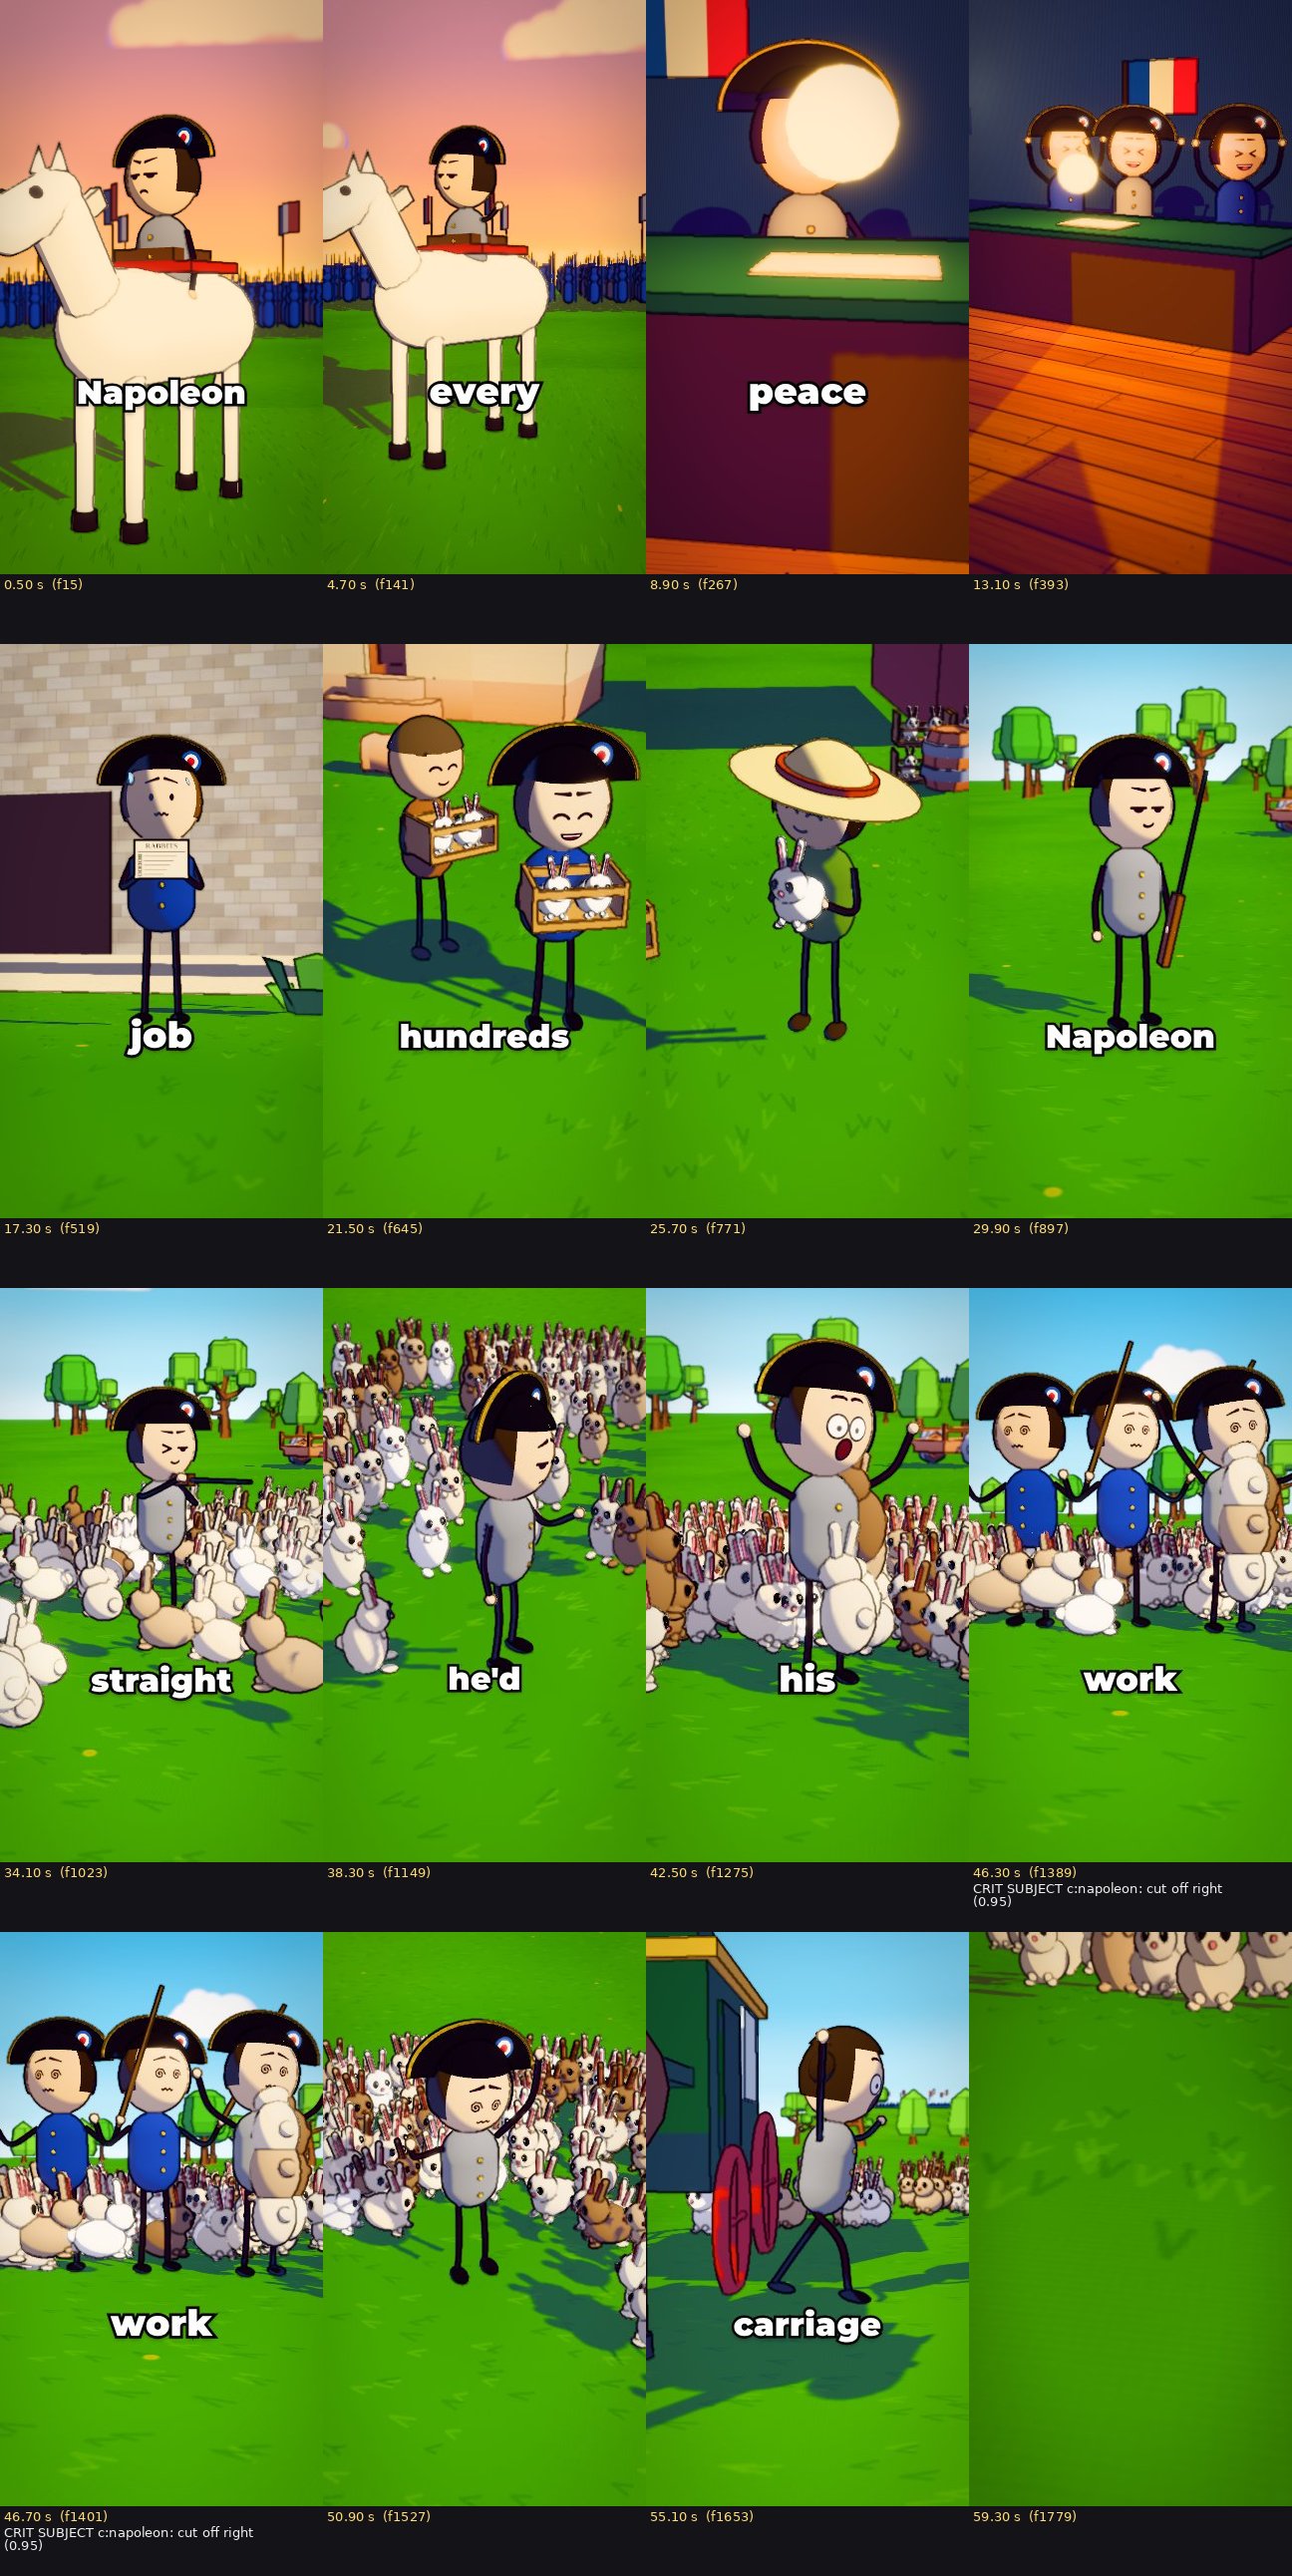 Napoleon
every
peace
0.50 s (f15)
4.70 s (f141)
8.90 s (f267)
13.10 s (f393)
RABBITS
job
hundreds
Napoleon
17.30 s (f519)
21.50 s (f645)
25.70 s (f771)
29.90 s (f897)
straight
he'd
his
work
34.10 s (f1023)
38.30 s (f1149)
42.50 s (f1275)
46.30 s (f1389)
CRIT SUBJECT c:napoleon: cut off right
(0.95)
work
carriage
46.70 s (f1401)
50.90 s (f1527)
55.10 s (f1653)
59.30 s (f1779)
CRIT SUBJECT c:napoleon: cut off right
(0.95)